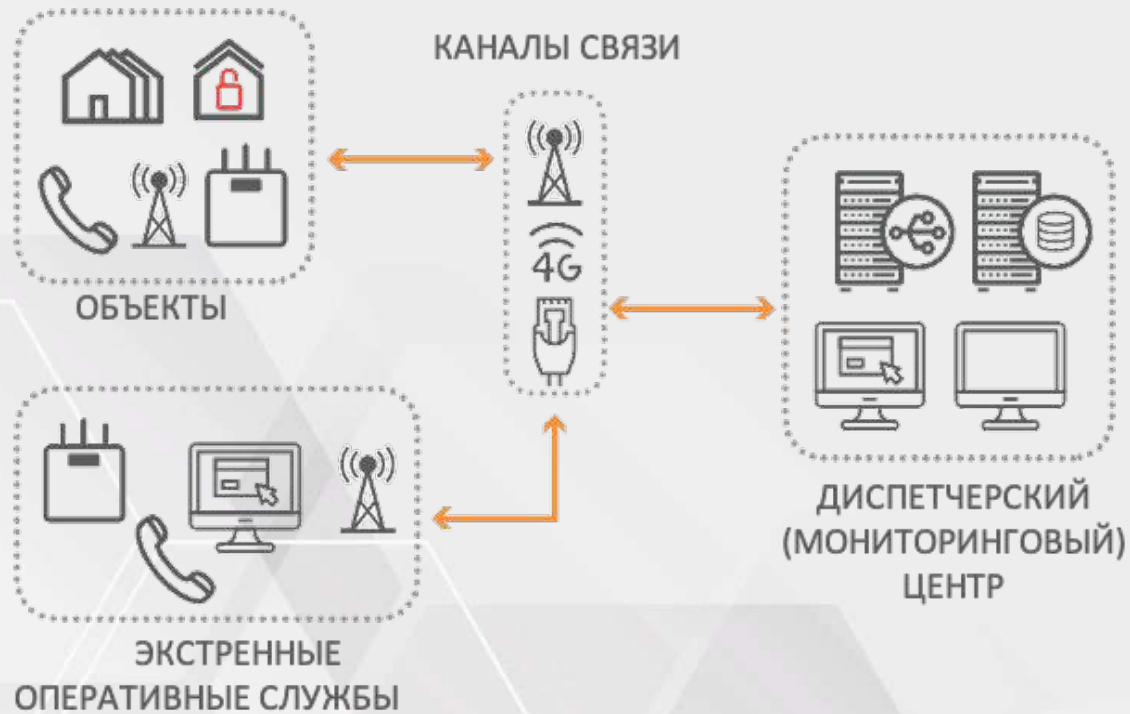 КАНАЛЫ СВЯЗИ
ОБЪЕКТЫ
4G
ДИСПЕТЧЕРСКИЙ
(МОНИТОРИНГОВЫЙ)
ЦЕНТР
ЭКСТРЕННЫЕ
ОПЕРАТИВНЫЕ СЛУЖБЫ